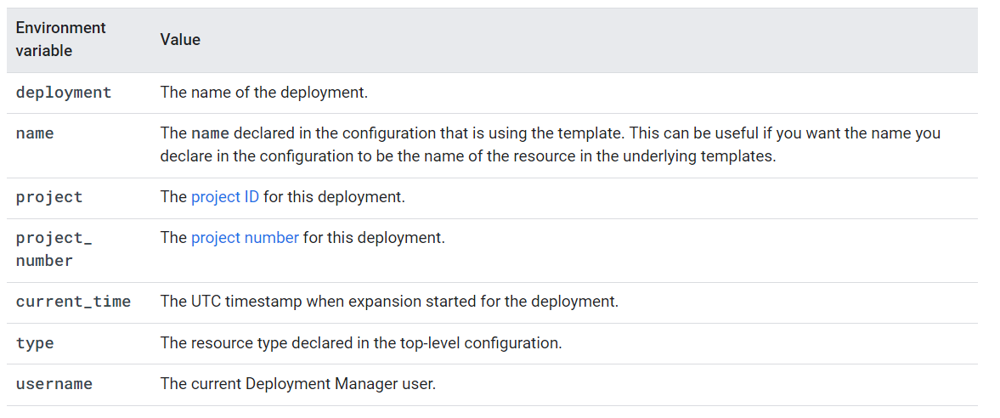 Environment
variable
Value
deployment
The name of the deployment.
name
The name declared in the configuration that is using the template. This can be useful if you want the name you
declare in the configuration to be the name of the resource in the underlying templates.
project
The project ID for this deployment.
project_
number
The project number for this deployment.
current_time
The UTC timestamp when expansion started for the deployment.
type
The resource type declared in the top-level configuration.
username
The current Deployment Manager user.